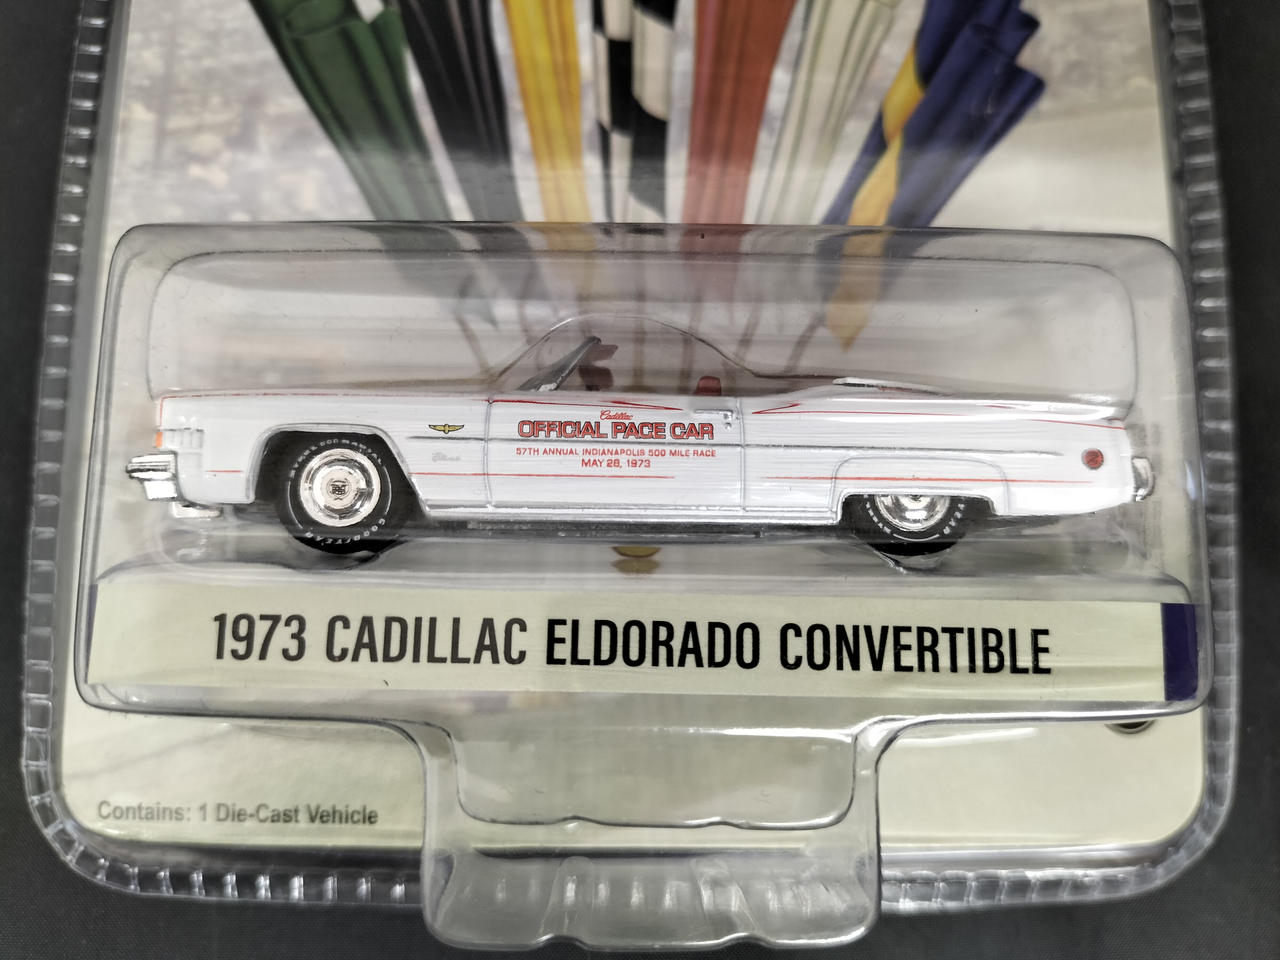 Cadillac
OFFICIAL PACE CAR
57TH ANNUAL INDIANAPOLIS 500 MILE RACE
MAY 28, 1973
GOODYEAR
1973 CADILLAC ELDORADO CONVERTIBLE
Contains: 1 Die-Cast Vehicle